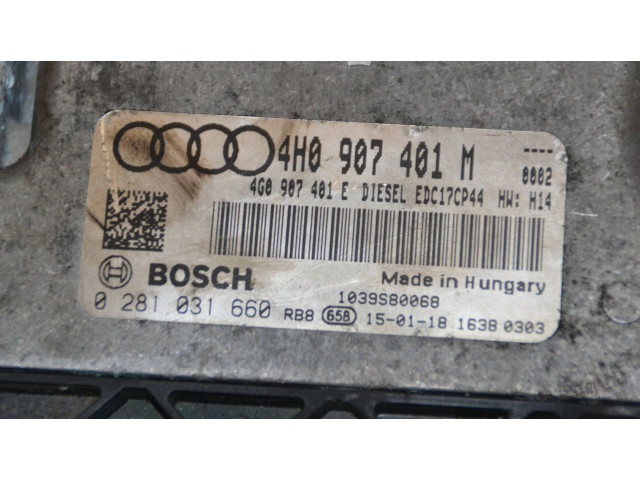 4H0 907 401 M ----
0002
4G0 907 401 E DIESEL EDC17CP44 HW: H14
BOSCH Made in Hungary
1039S80068
0 281 031 660 RB8 658 15-01-18 1638 0303